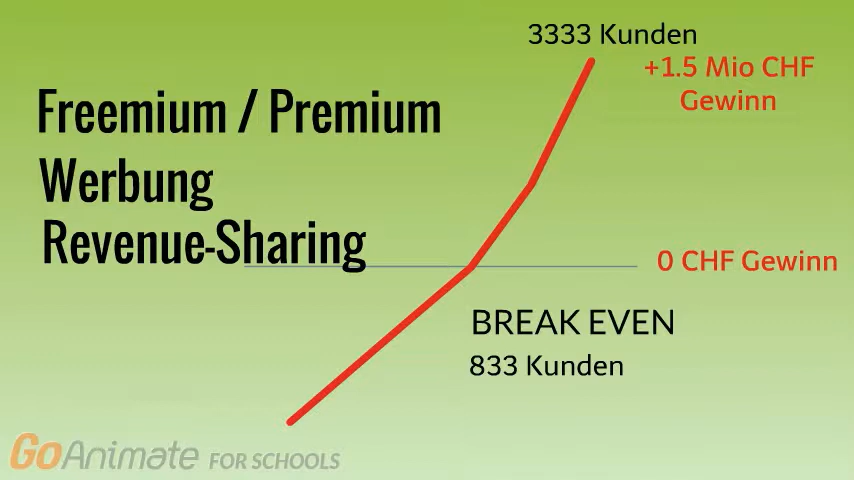 3333 Kunden
+1.5 Mio CHF
Gewinn
Freemium / Premium
Werbung
Revenue-Sharing
0 CHF Gewinn
BREAK EVEN
833 Kunden
GoAnimate FOR SCHOOLS